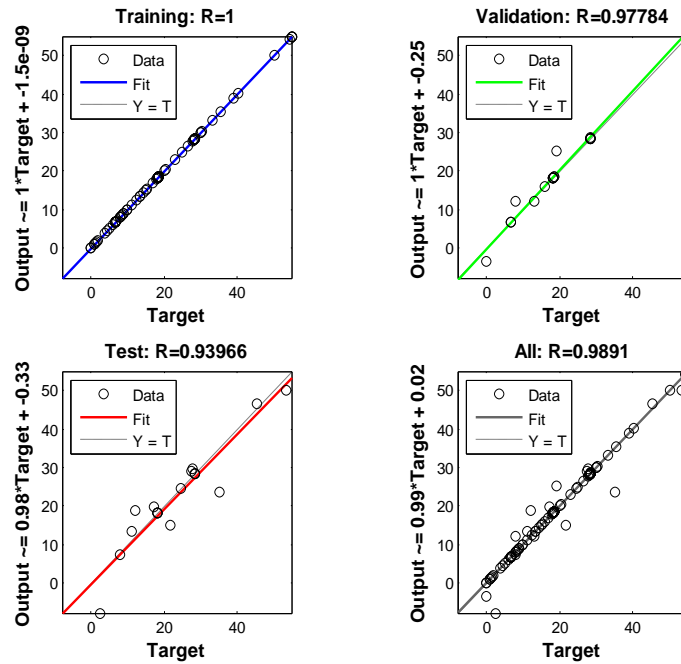 Training: R=1
Output ~= 1*Target + -1.5e-09
50
40
30
20
10
0
Data
Fit
Y = T
0 20 40
Target
Validation: R=0.97784
Output ~= 1*Target + -0.25
50
40
30
20
10
0
Data
Fit
Y = T
0 20 40
Target
Test: R=0.93966
Output ~= 0.98*Target + -0.33
50
40
30
20
10
0
Data
Fit
Y = T
0 20 40
Target
All: R=0.9891
Output ~= 0.99*Target + 0.02
50
40
30
20
10
0
Data
Fit
Y = T
0 20 40
Target